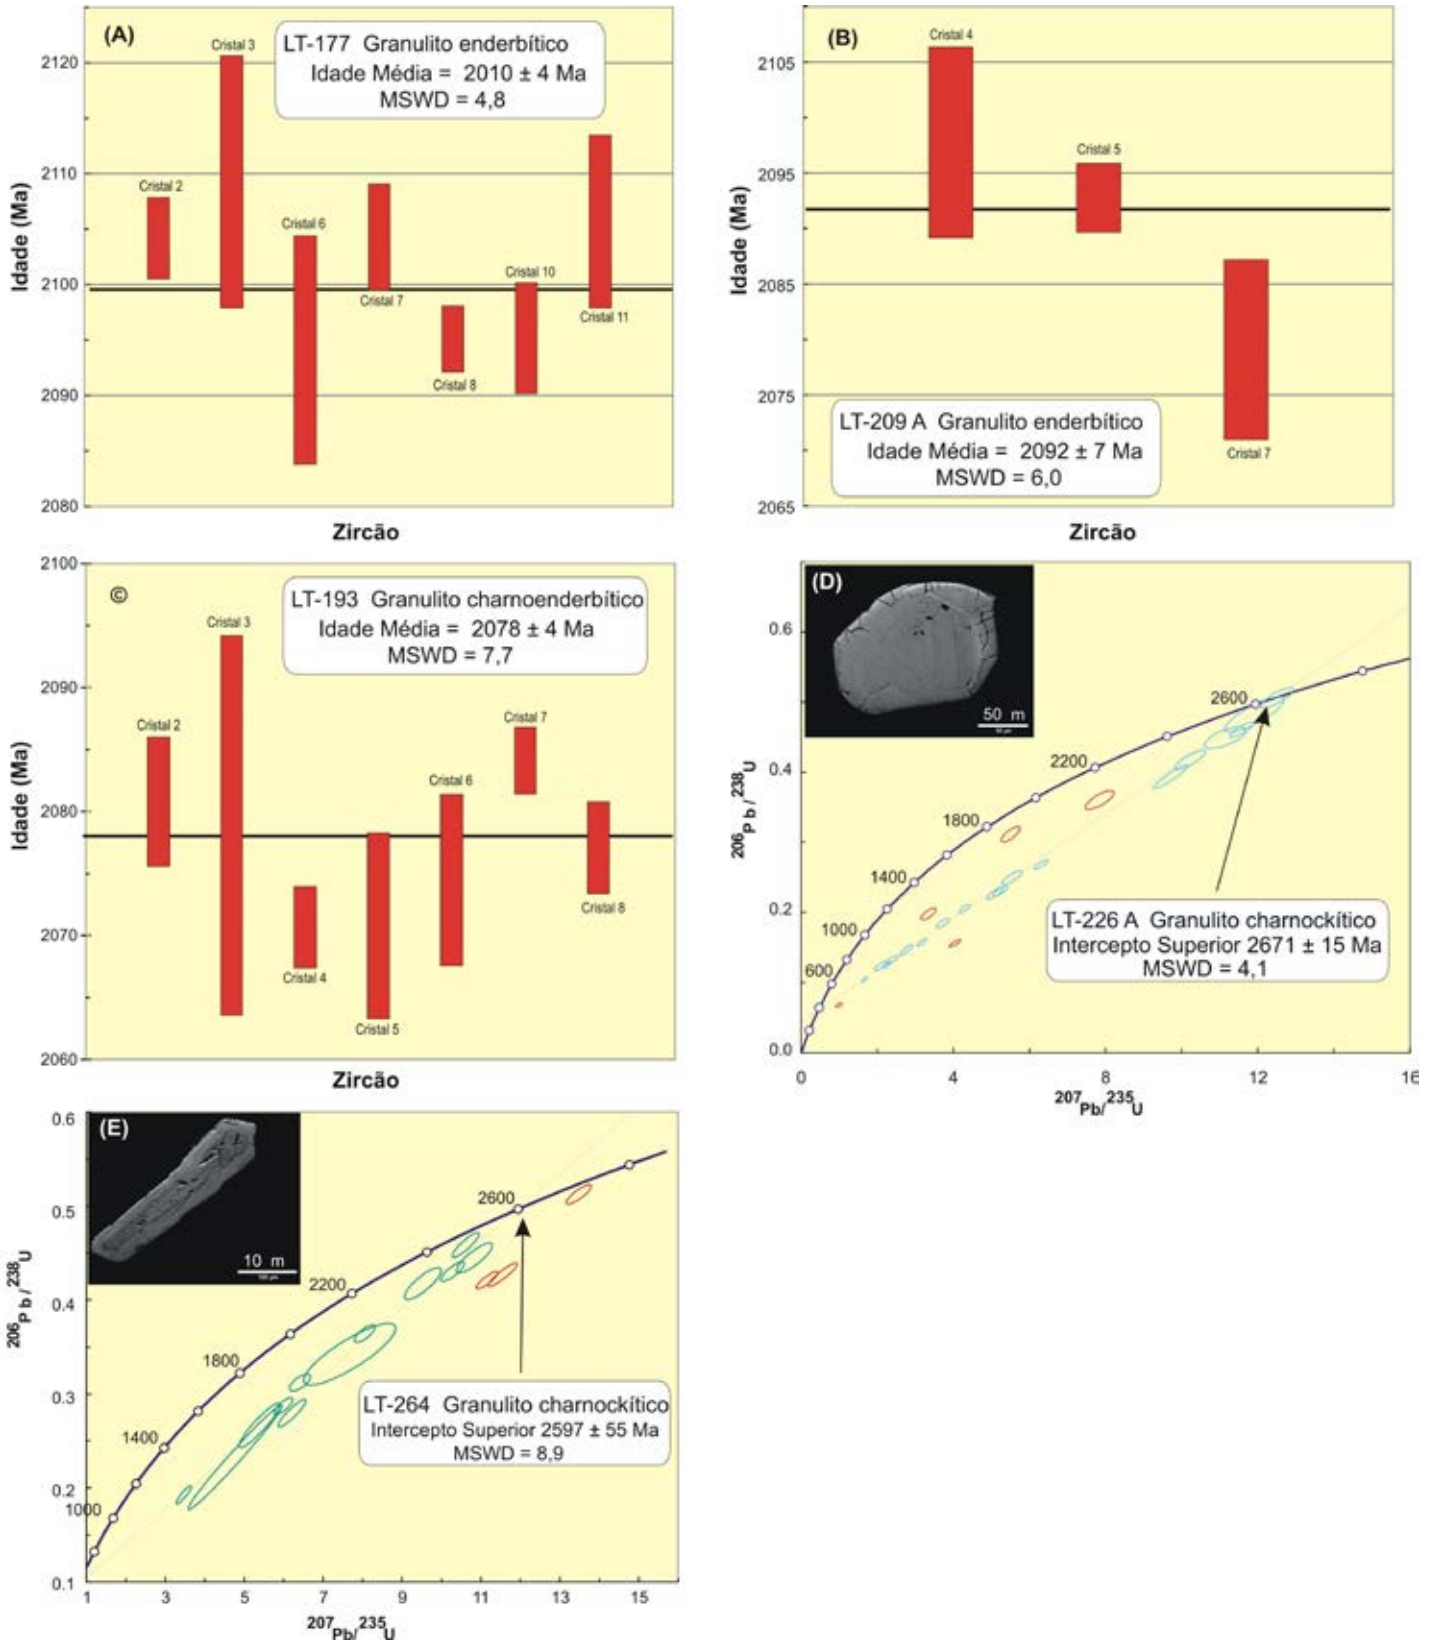 (A)
LT-177 Granulito enderbítico
Idade Média = 2010 ± 4 Ma
MSWD = 4,8
Idade (Ma)
2120
2110
2100
2090
2080
Cristal 2
Cristal 3
Cristal 6
Cristal 7
Cristal 8
Cristal 10
Cristal 11
Zircão
(B)
Idade (Ma)
2105
2095
2085
2075
2065
Cristal 4
Cristal 5
Cristal 7
LT-209 A Granulito enderbítico
Idade Média = 2092 ± 7 Ma
MSWD = 6,0
Zircão
©
LT-193 Granulito charnoenderbítico
Idade Média = 2078 ± 4 Ma
MSWD = 7,7
Idade (Ma)
2100
2090
2080
2070
2060
Cristal 2
Cristal 3
Cristal 4
Cristal 5
Cristal 6
Cristal 7
Cristal 8
Zircão
(D)
50 m
206Pb/238U
0.6
0.4
0.2
0.0
2600
2200
1800
1400
1000
600
LT-226 A Granulito charnockítico
Intercepto Superior 2671 ± 15 Ma
MSWD = 4,1
0 4 8 12 16
207Pb/235U
(E)
10 m
206Pb/238U
0.6
0.5
0.4
0.3
0.2
0.1
2600
2200
1800
1400
1000
LT-264 Granulito charnockítico
Intercepto Superior 2597 ± 55 Ma
MSWD = 8,9
1 3 5 7 9 11 13 15
207Pb/235U